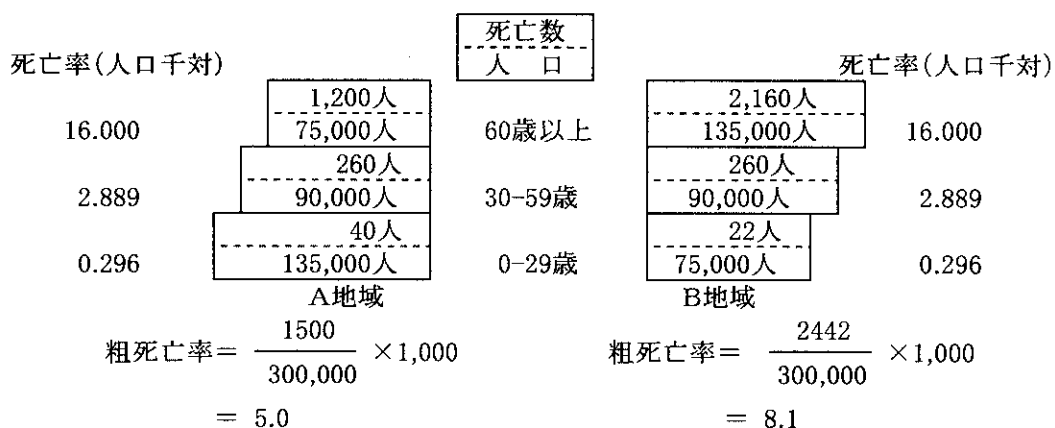 死亡数
人　口
死亡率(人口千対)　死亡率(人口千対)
1,200人　2,160人
16.000　75,000人　60歳以上　135,000人　16.000
260人　260人
2.889　90,000人　30-59歳　90,000人　2.889
40人　22人
0.296　135,000人　0-29歳　75,000人　0.296
A地域　B地域
粗死亡率＝ 1500/300,000 ×1,000　粗死亡率＝ 2442/300,000 ×1,000
＝ 5.0　＝ 8.1